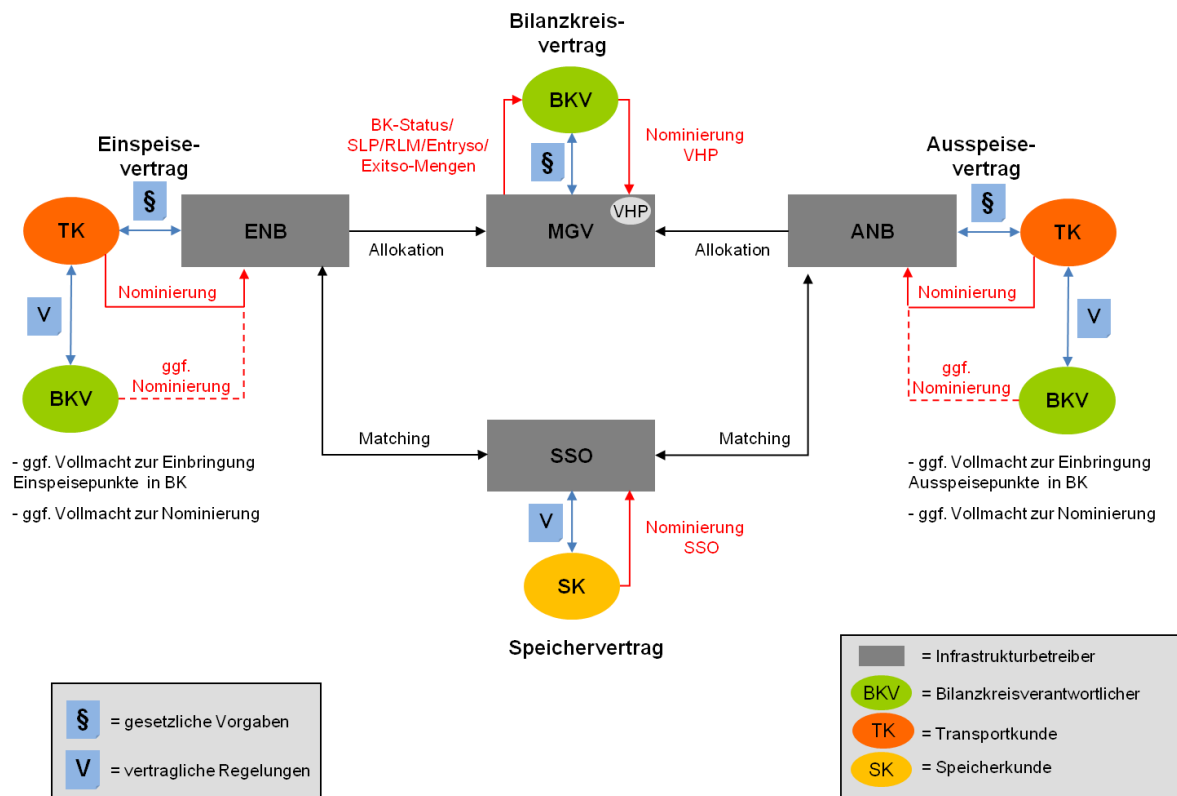 Bilanzkreis-
vertrag
BKV
BK-Status/
SLP/RLM/Entryso/
Exitso-Mengen
Nominierung
VHP
§
Einspeise-
vertrag
§
TK
ENB
Allokation
MGV
VHP
Allokation
ANB
Ausspeise-
vertrag
§
TK
Nominierung
V
ggf.
Nominierung
BKV
Nominierung
V
ggf.
Nominierung
BKV
Matching
SSO
Matching
- ggf. Vollmacht zur Einbringung
Einspeisepunkte in BK
- ggf. Vollmacht zur Nominierung
- ggf. Vollmacht zur Einbringung
Ausspeisepunkte in BK
- ggf. Vollmacht zur Nominierung
V
Nominierung
SSO
SK
Speichervertrag
§ = gesetzliche Vorgaben
V = vertragliche Regelungen
= Infrastrukturbetreiber
BKV = Bilanzkreisverantwortlicher
TK = Transportkunde
SK = Speicherkunde